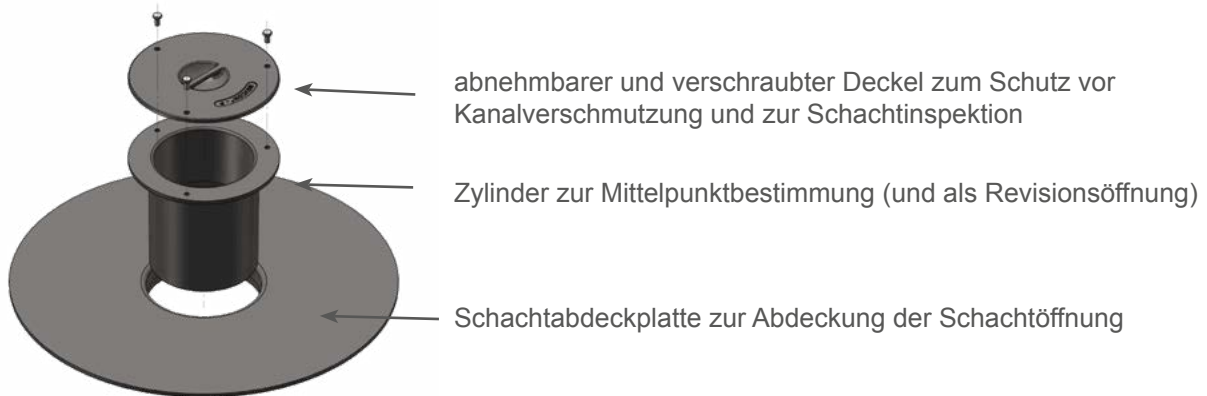 abnehmbarer und verschraubter Deckel zum Schutz vor
Kanalverschmutzung und zur Schachtinspektion
Zylinder zur Mittelpunktbestimmung (und als Revisionsöffnung)
Schachtabdeckplatte zur Abdeckung der Schachtöffnung